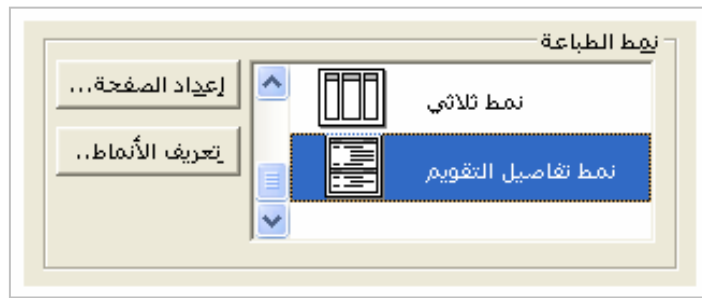 نمط الطباعة
نمط ثلاثي
نمط تفاصيل التقويم
إعداد الصفحة...
تعريف الأنماط..